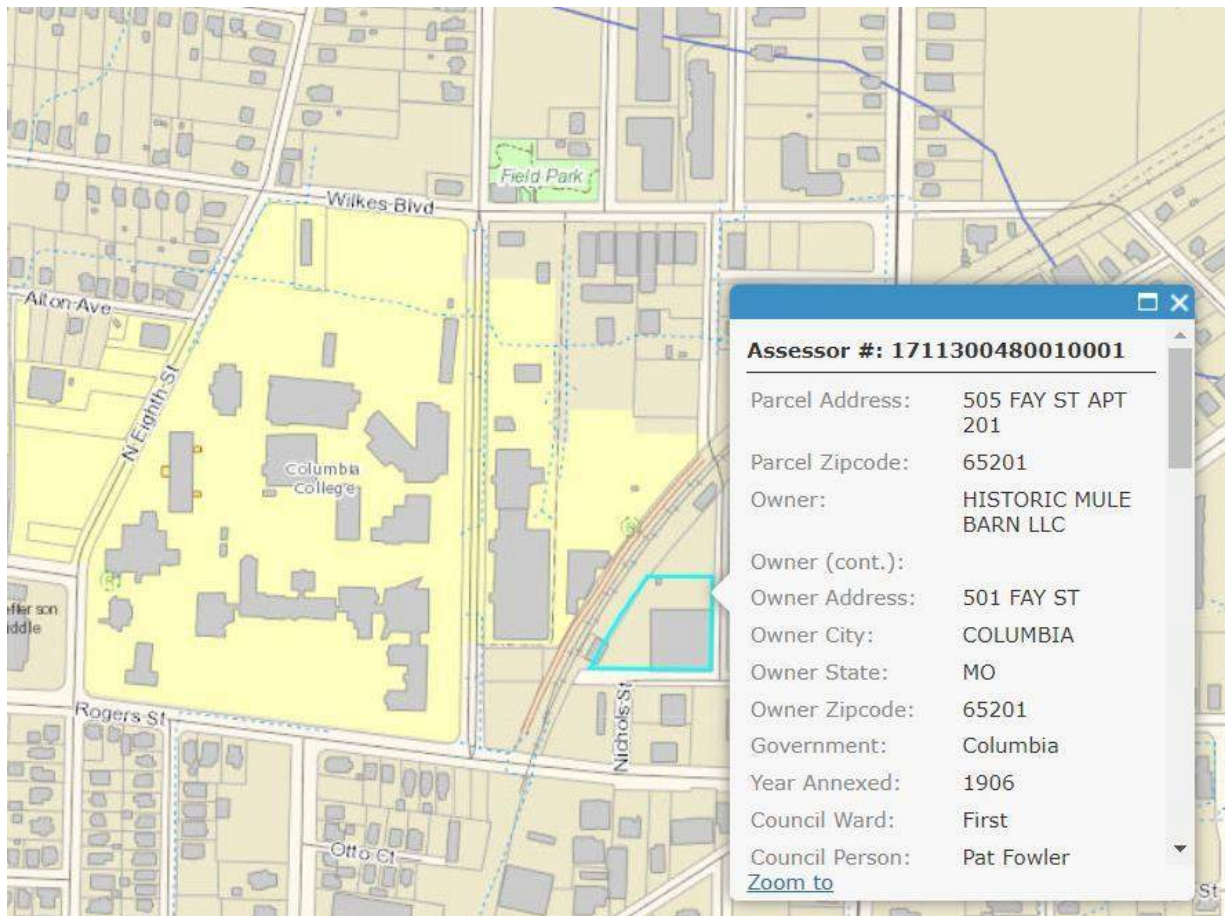 Field Park
Wilkes Blvd
Alton Ave
N Eighth St
Columbia
College
Rogers St
Nichols St
Otto Ct
St
Assessor #: 1711300480010001
Parcel Address: 505 FAY ST APT
201
Parcel Zipcode: 65201
Owner: HISTORIC MULE
BARN LLC
Owner (cont.):
Owner Address: 501 FAY ST
Owner City: COLUMBIA
Owner State: MO
Owner Zipcode: 65201
Government: Columbia
Year Annexed: 1906
Council Ward: First
Council Person: Pat Fowler
Zoom to